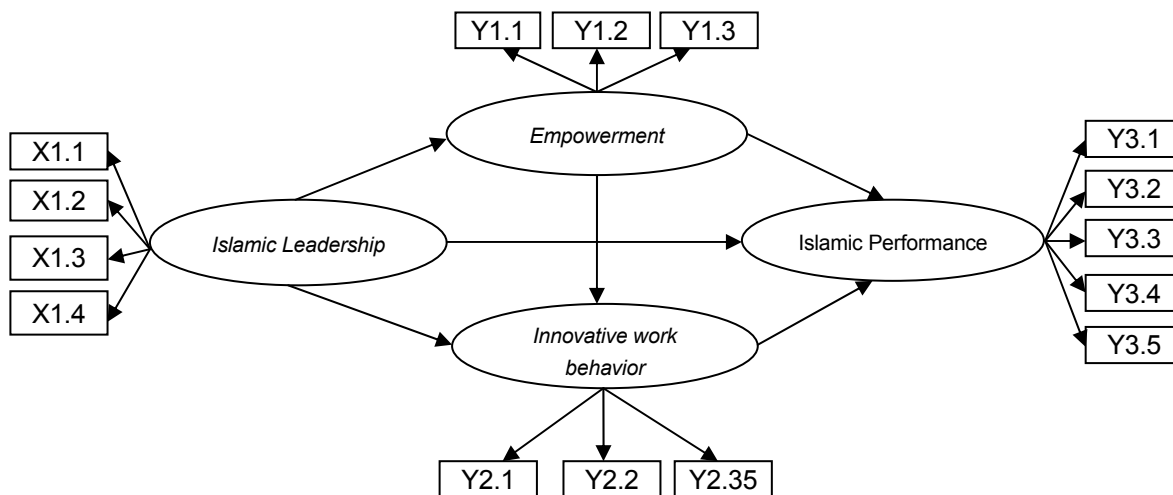 Y1.1
Y1.2
Y1.3
Empowerment
X1.1
X1.2
X1.3
X1.4
Islamic Leadership
Islamic Performance
Y3.1
Y3.2
Y3.3
Y3.4
Y3.5
Innovative work
behavior
Y2.1
Y2.2
Y2.35